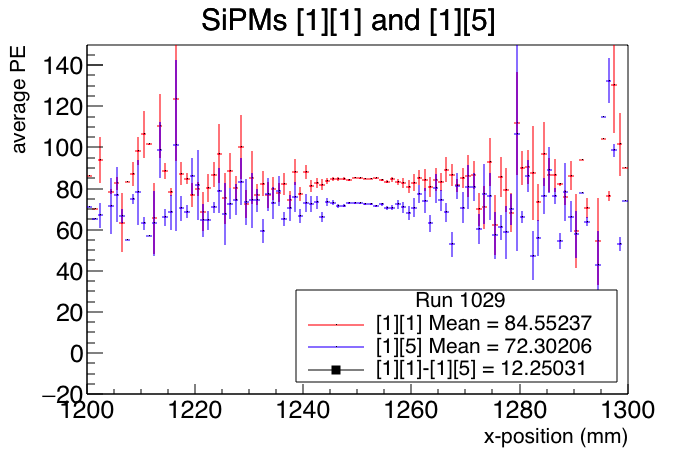 SiPMs [1][1] and [1][5]
average PE
140
120
100
80
60
40
20
0
−20
1200
1220
1240
1260
1280
1300
x-position (mm)
Run 1029
[1][1] Mean = 84.55237
[1][5] Mean = 72.30206
[1][1]-[1][5] = 12.25031